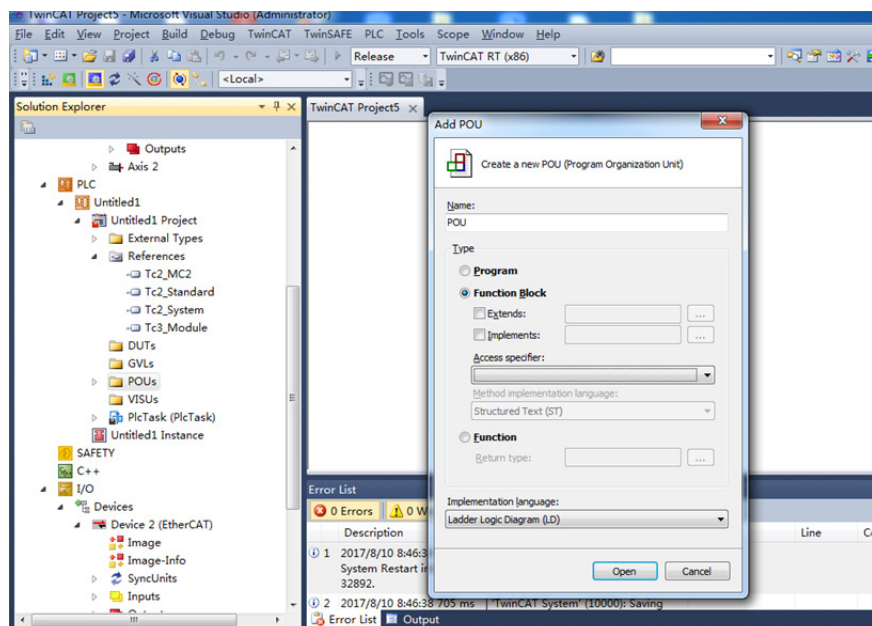 TwinCAT Project5 - Microsoft Visual Studio (Administrator)
File Edit View Project Build Debug TwinCAT TwinSAFE PLC Tools Scope Window Help
Release TwinCAT RT (x86)
<Local>
Solution Explorer
TwinCAT Project5
Outputs
Axis 2
PLC
Untitled1
Untitled1 Project
External Types
References
Tc2_MC2
Tc2_Standard
Tc2_System
Tc3_Module
DUTs
GVLs
POUs
VISUs
PlcTask (PlcTask)
Untitled1 Instance
SAFETY
C++
I/O
Devices
Device 2 (EtherCAT)
Image
Image-Info
SyncUnits
Inputs
Add POU
Create a new POU (Program Organization Unit)
Name:
POU
Type
Program
Function Block
Extends:
...
Implements:
...
Access specifier:
Method implementation language:
Structured Text (ST)
Function
Return type:
...
Implementation language:
Ladder Logic Diagram (LD)
Open Cancel
Error List
0 Errors 0 W
Description Line
1 2017/8/10 8:46:3
System Restart in
32892.
2 2017/8/10 8:46:38 705 ms | 'TwinCAT System' (10000): Saving
Error List Output